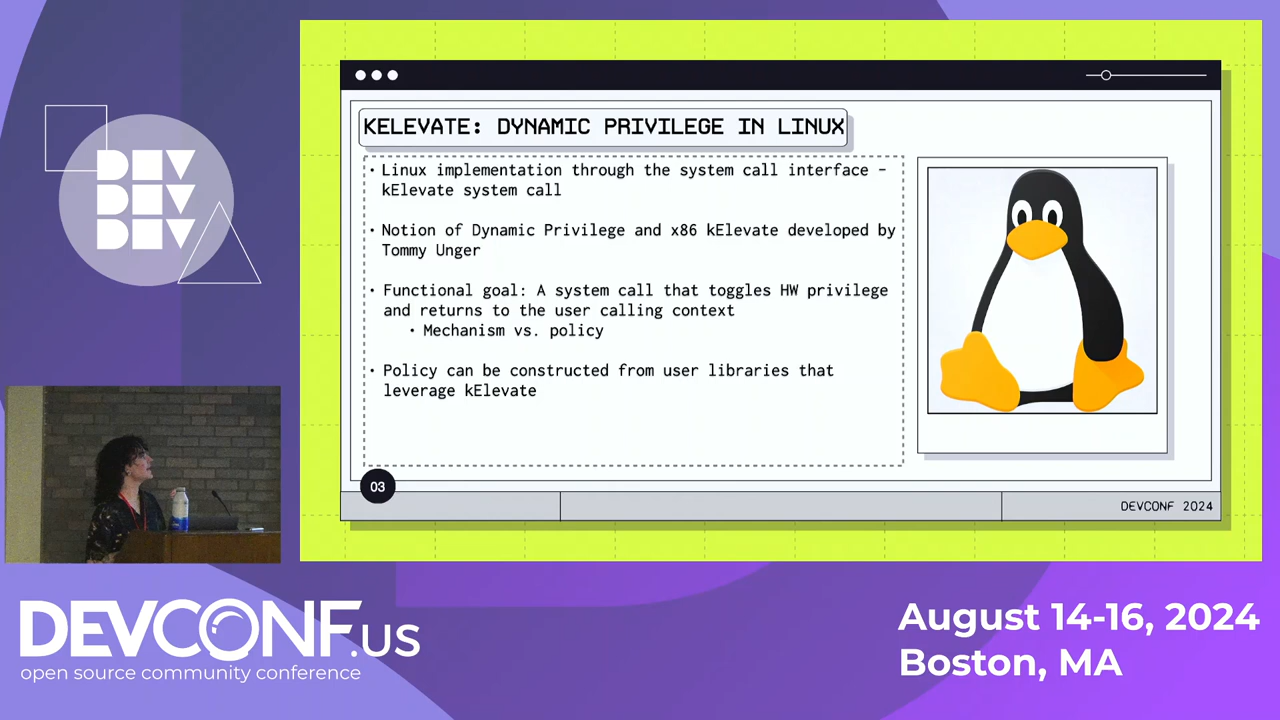 DEV
DEV
DEV
KELEVATE: DYNAMIC PRIVILEGE IN LINUX
• Linux implementation through the system call interface –
kElevate system call
• Notion of Dynamic Privilege and x86 kElevate developed by
Tommy Unger
• Functional goal: A system call that toggles HW privilege
and returns to the user calling context
• Mechanism vs. policy
• Policy can be constructed from user libraries that
leverage kElevate
03
DEVCONF 2024
DEVCONF.US
open source community conference
August 14-16, 2024
Boston, MA